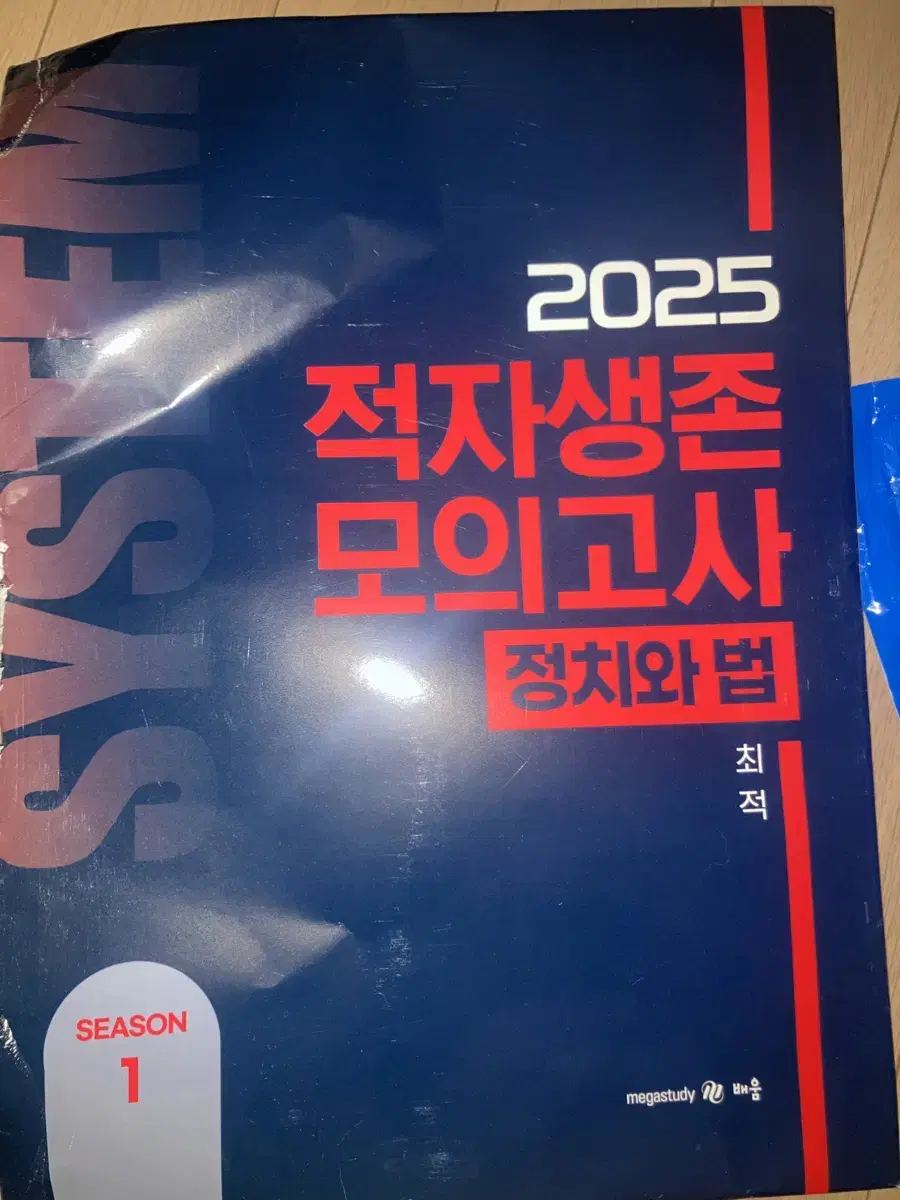 SYSTEM
2025
적자생존
모의고사
정치와 법
최적
SEASON
1
megastudy 배움